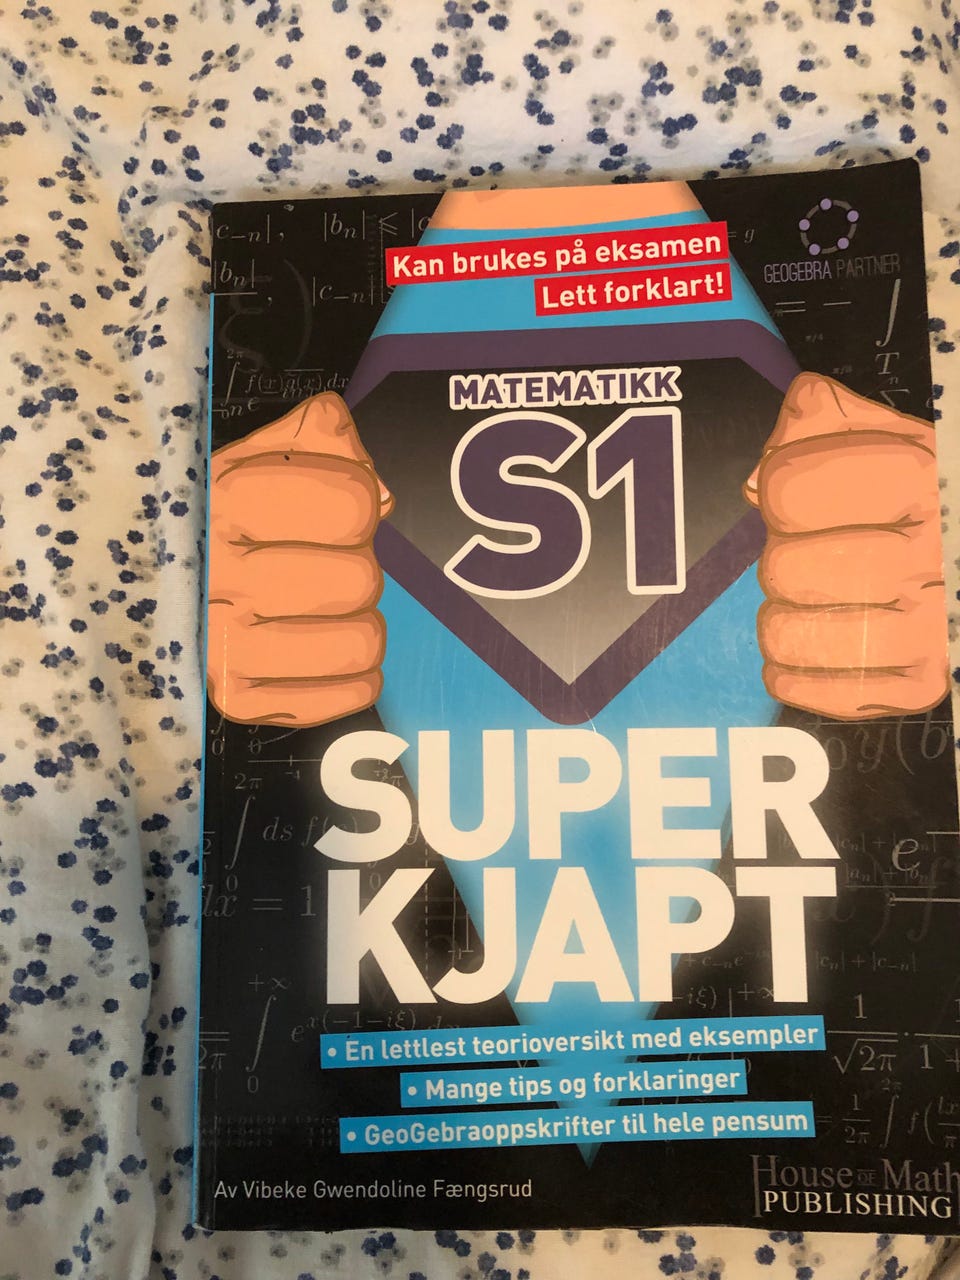 Kan brukes på eksamen
Lett forklart!
GEOGEBRA PARTNER
MATEMATIKK
S1
SUPER
KJAPT
• En lettlest teorioversikt med eksempler
• Mange tips og forklaringer
• GeoGebraoppskrifter til hele pensum
Av Vibeke Gwendoline Fængsrud
House OF Math
PUBLISHING